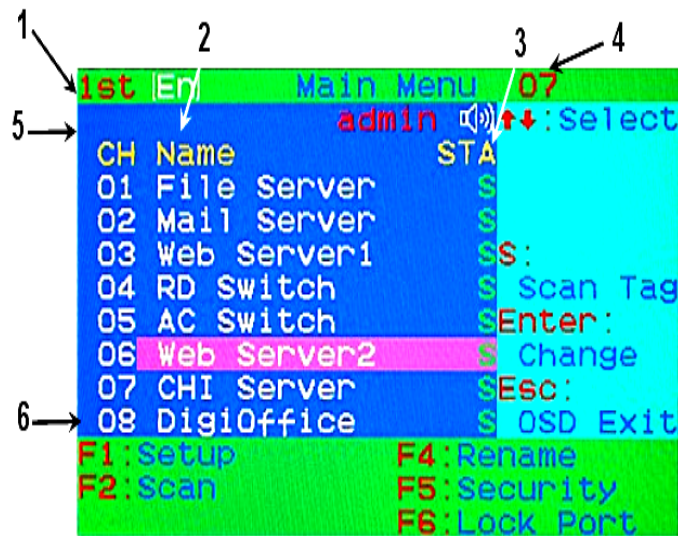 2 3 4
1
1st En Main Menu 07
5
admin ↑↓:Select
CH Name STA
01 File Server S
02 Mail Server S
03 Web Server1 S S:
04 RD Switch S Scan Tag
05 AC Switch S Enter:
06 Web Server2 S Change
07 CHI Server S Esc:
6 08 DigiOffice S OSD Exit
F1:Setup F4:Rename
F2:Scan F5:Security
F6:Lock Port